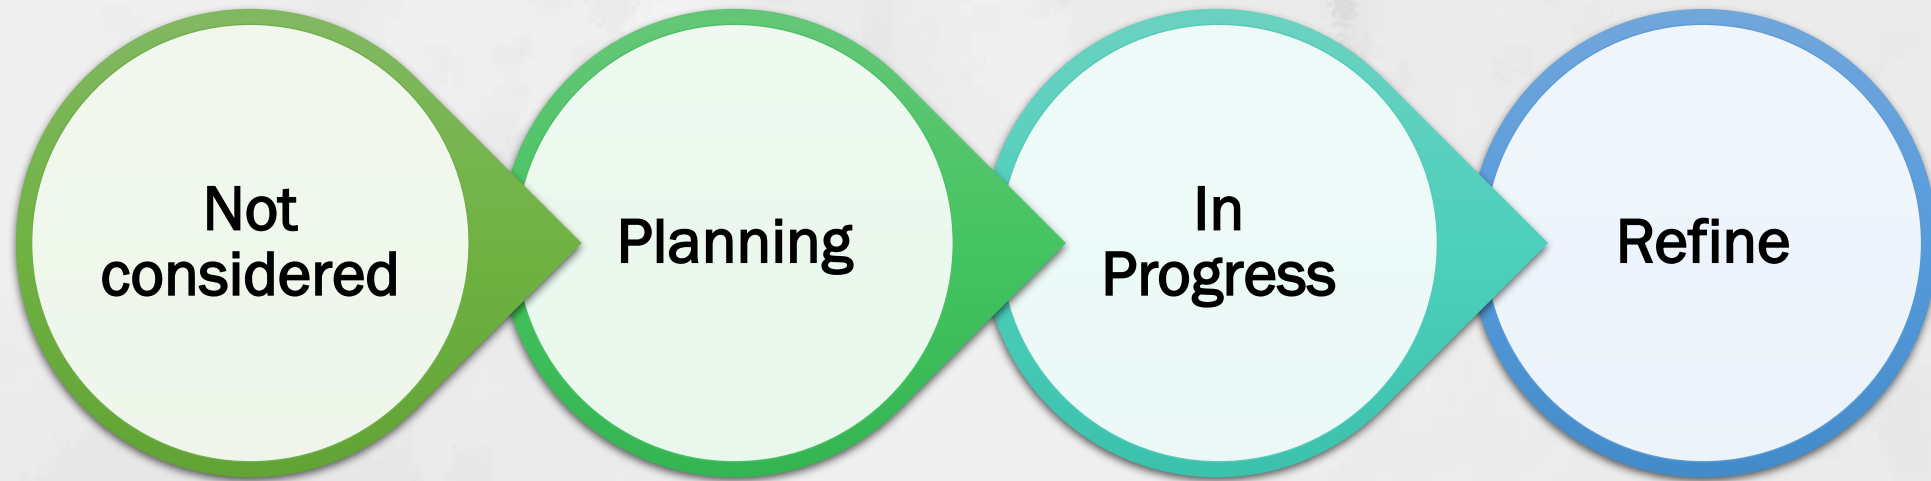 Not
considered
Planning
In
Progress
Refine